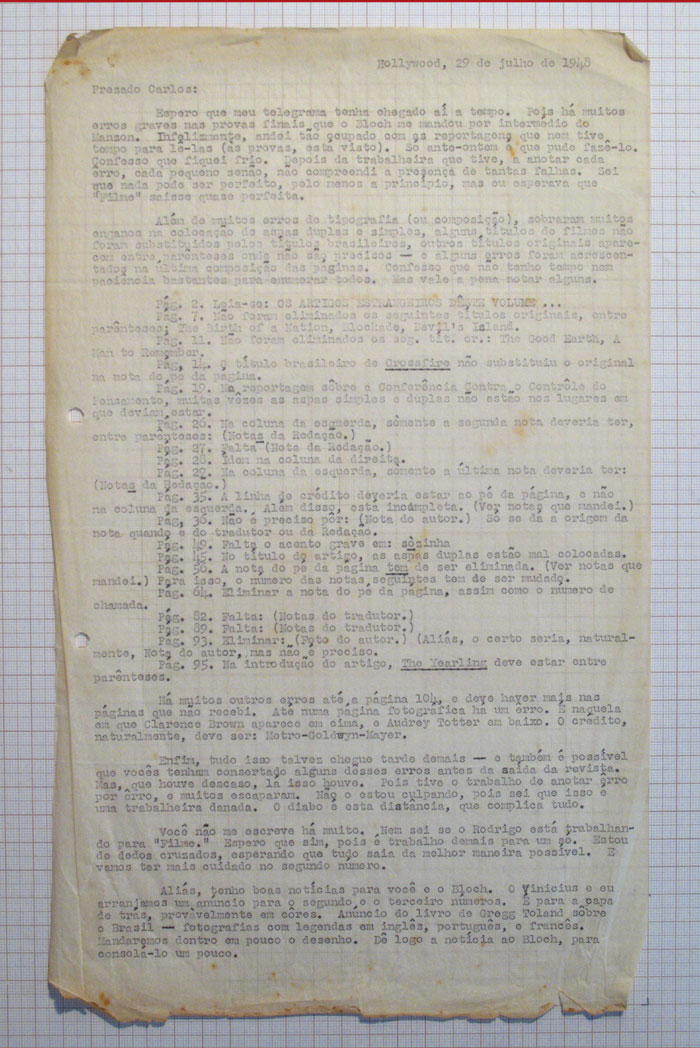 Hollywood, 29 de julho de 1948
Prezado Carlos:
Espero que meu telegrama tenha chegado aí a tempo. Pois há muitos
erros graves nas provas finais que o Bloch me mandou por intermedio do
Manzon. Infelizmente, andei tão ocupado com as reportagens que nem tive
tempo para lê-las (as provas, está visto). Só ante-ontem é que pude fazê-lo.
Confesso que fiquei frio. Depois da trabalheira que tive, a anotar cada
erro, cada pequeno senão, não compreendi a presença de tantas falhas. Sei
que nada pode ser perfeito, pelo menos a princípio, mas eu esperava que
"Filme" saísse quase perfeita.
Além de muitos erros de tipografia (ou composição), sobraram muitos
enganos na colocação de aspas duplas e simples, alguns títulos de filmes não
foram substituidos pelos títulos brasileiros, outros títulos originais apare-
cem entre parênteses onde não são precisos — e alguns erros foram acrescen-
tados na última composição das páginas. Confesso que não tenho tempo nem
paciência bastantes para enumerar todos. Mas vale a pena notar alguns.
Pág. 2. Leia-se: OS ARTIGOS ESTRANGEIROS DÊSTE VOLUME ...
Pág. 7. Não foram eliminados os seguintes títulos originais, entre
parênteses: The Birth of a Nation, Blockade, Devil's Island.
Pág. 11. Não foram eliminados os seg. tit. or.: The Good Earth, A
Man to Remember.
Pág, 14. O título brasileiro de Crossfire não substituiu o original
na nota do pé da página.
Pág. 19. Na reportagem sôbre a Conferência Contra o Contrôle do
Pensamento, muitas vêzes as aspas simples e duplas não estão nos lugares em
que deviam estar.
Pág. 26. Na coluna da esquerda, sòmente a segunda nota deveria ter,
entre parênteses: (Notas da Redação.)
Pág. 27. Falta (Nota da Redação.)
Pág. 28. Idem na coluna da direita.
Pág. 29. Na coluna da esquerda, somente a última nota deveria ter:
(Notas da Redação.)
Pág. 35. A linha de crédito deveria estar ao pé da página, e não
na coluna da esquerda. Além disso, está incompleta. (Ver notas que mandei.)
Pág, 36. Não é preciso pôr: (Nota do autor.) Só se dá a origem da
nota quando é do tradutor ou da Redação.
Pág. 49. Falta o acento grave em: sòzinha
Pág. 45. No título do artigo, as aspas duplas estão mal colocadas.
Pág. 56. A nota do pé da página tem de ser eliminada. (Ver notas que
mandei.) Para isso, o número das notas seguintes tem de ser mudado.
Pág. 64. Eliminar a nota do pé da página, assim como o número de
chamada.
Pág. 82. Falta: (Notas do tradutor.)
Pág. 89. Falta: (Notas do tradutor.)
Pág. 93. Eliminar: (Foto do autor.) (Aliás, o certo seria, natural-
mente, Nota do autor, mas não é preciso.
Pág. 95. Na introdução do artigo, The Yearling deve estar entre
parênteses.
Há muitos outros erros até a página 104, e deve haver mais nas
páginas que não recebi. Até numa página fotográfica há um erro. É naquela
em que Clarence Brown aparece em cima, e Audrey Totter em baixo. O crédito,
naturalmente, deve ser: Metro-Goldwyn-Mayer.
Enfim, tudo isso talvez chegue tarde demais — e também é possível
que vocês tenham consertado alguns dêsses erros antes da saída da revista.
Mas, que houve descaso, lá isso houve. Pois tive o trabalho de anotar êrro
por êrro, e muitos escaparam. Não o estou culpando, pois sei que isso é
uma trabalheira danada. O diabo é esta distância, que complica tudo.
Você não me escreve há muito. Nem sei se o Rodrigo está trabalhan-
do para "Filme." Espero que sim, pois é trabalho demais para um só. Estou
de dedos cruzados, esperando que tudo saia da melhor maneira possível. E
vamos ter mais cuidado no segundo número.
Aliás, tenho boas notícias para você e o Bloch. O Vinicius e eu
arranjamos um anúncio para o segundo e o terceiro números. É para a capa
de trás, provàvelmente em côres. Anúncio do livro de Gregg Toland sôbre
o Brasil — fotografias com legendas em inglês, português, e francês.
Mandaremos dentro em pouco o desenho. Dê logo a notícia ao Bloch, para
consolá-lo um pouco.